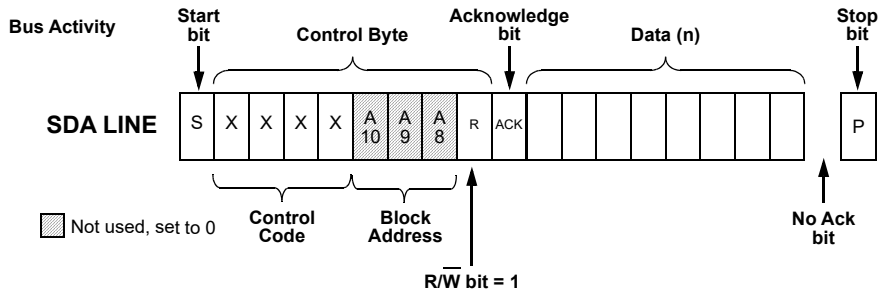 Bus Activity
Start
bit
Control Byte
Acknowledge
bit
Data (n)
Stop
bit
SDA LINE
S
X
X
X
X
A
10
A
9
A
8
R
ACK
P
Not used, set to 0
Control
Code
Block
Address
R/W̅ bit = 1
No Ack
bit